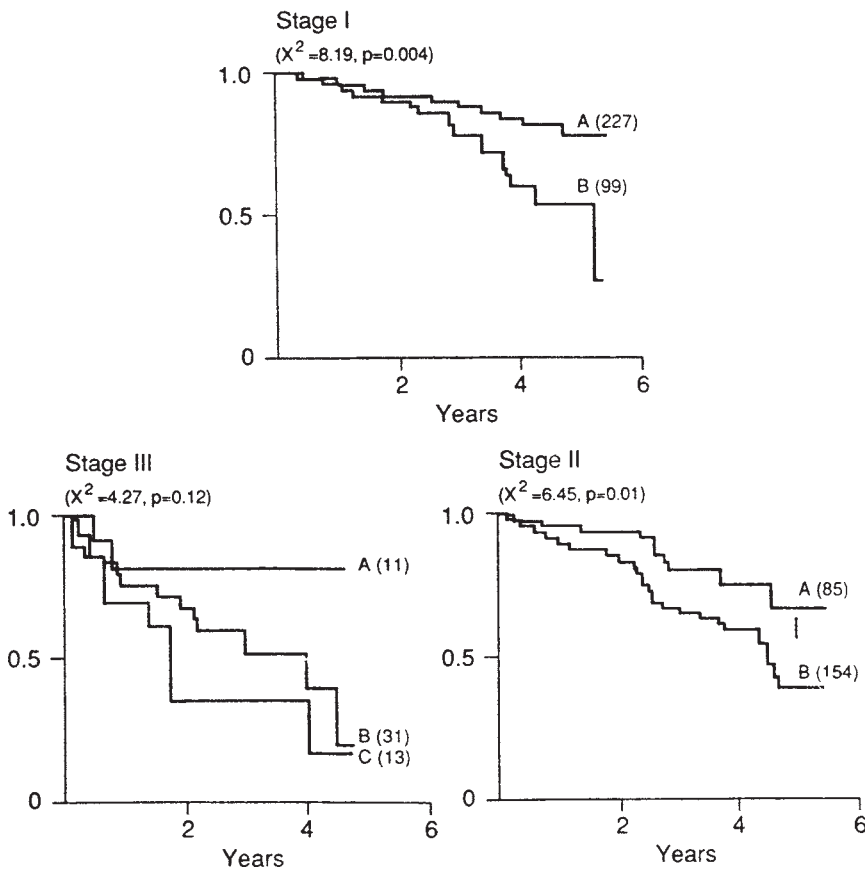 Stage I
(X² =8.19, p=0.004)
1.0
A (227)
B (99)
0.5
0
2 4 6
Years
Stage III
(X² =4.27, p=0.12)
1.0
A (11)
0.5
B (31)
C (13)
0
2 4 6
Years
Stage II
(X² =6.45, p=0.01)
1.0
A (85)
0.5
B (154)
0
2 4 6
Years